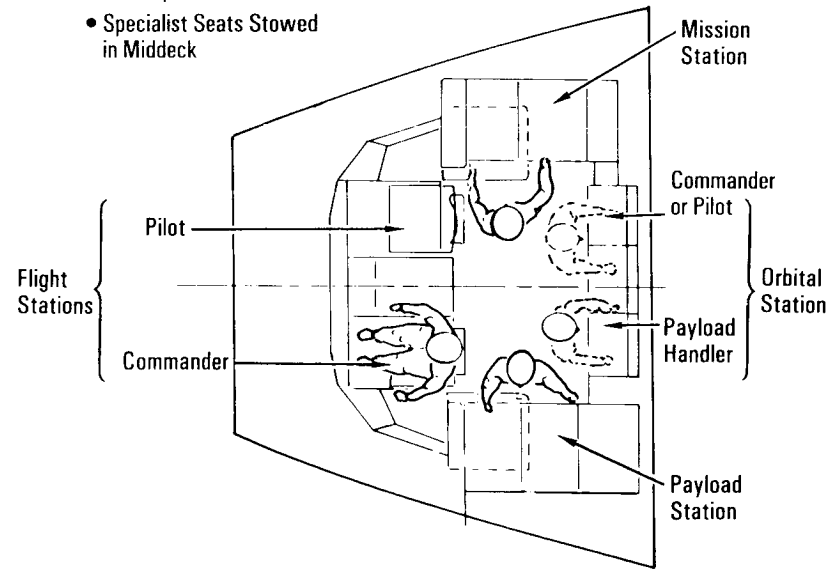 • Specialist Seats Stowed
in Middeck
Mission
Station
Commander
or Pilot
Pilot
Flight
Stations
Orbital
Station
Payload
Handler
Commander
Payload
Station